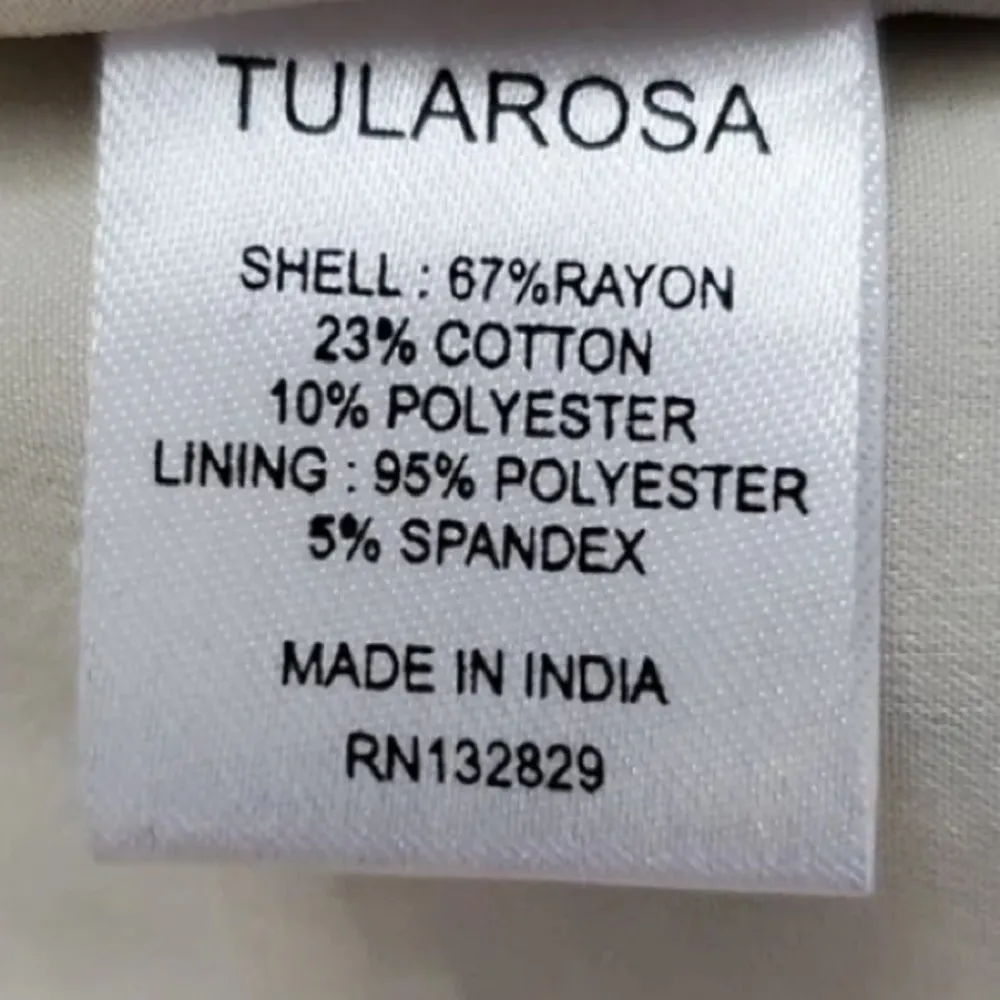 TULAROSA
SHELL : 67%RAYON
23% COTTON
10% POLYESTER
LINING : 95% POLYESTER
5% SPANDEX
MADE IN INDIA
RN132829